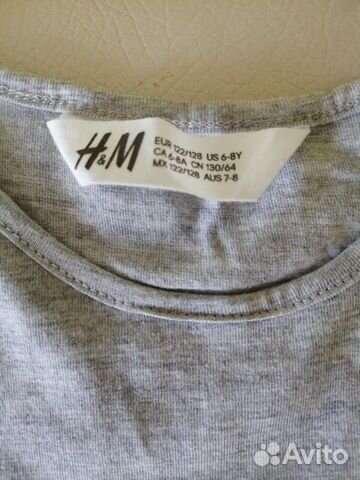 H&M
EUR 122/128 US 6-8Y
CA 6-8A CN 130/64
MX 122/128 AUS 7-8
Avito